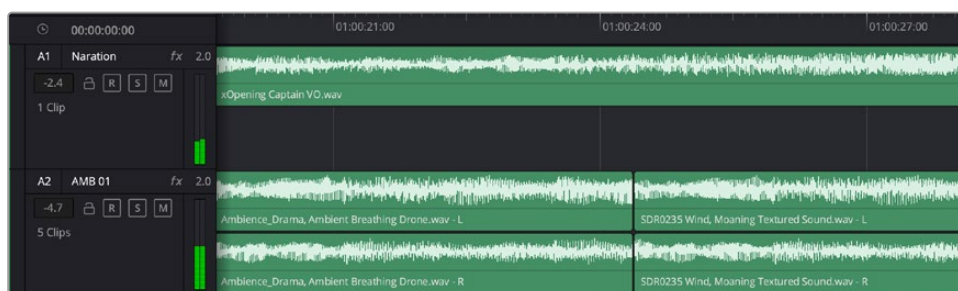 00:00:00:00
01:00:21:00 01:00:24:00 01:00:27:00
A1 Naration fx 2.0
-2.4 R S M
1 Clip
xOpening Captain VO.wav
A2 AMB 01 fx 2.0
-4.7 R S M
5 Clips
Ambience_Drama, Ambient Breathing Drone.wav - L
SDR0235 Wind, Moaning Textured Sound.wav - L
Ambience_Drama, Ambient Breathing Drone.wav - R
SDR0235 Wind, Moaning Textured Sound.wav - R